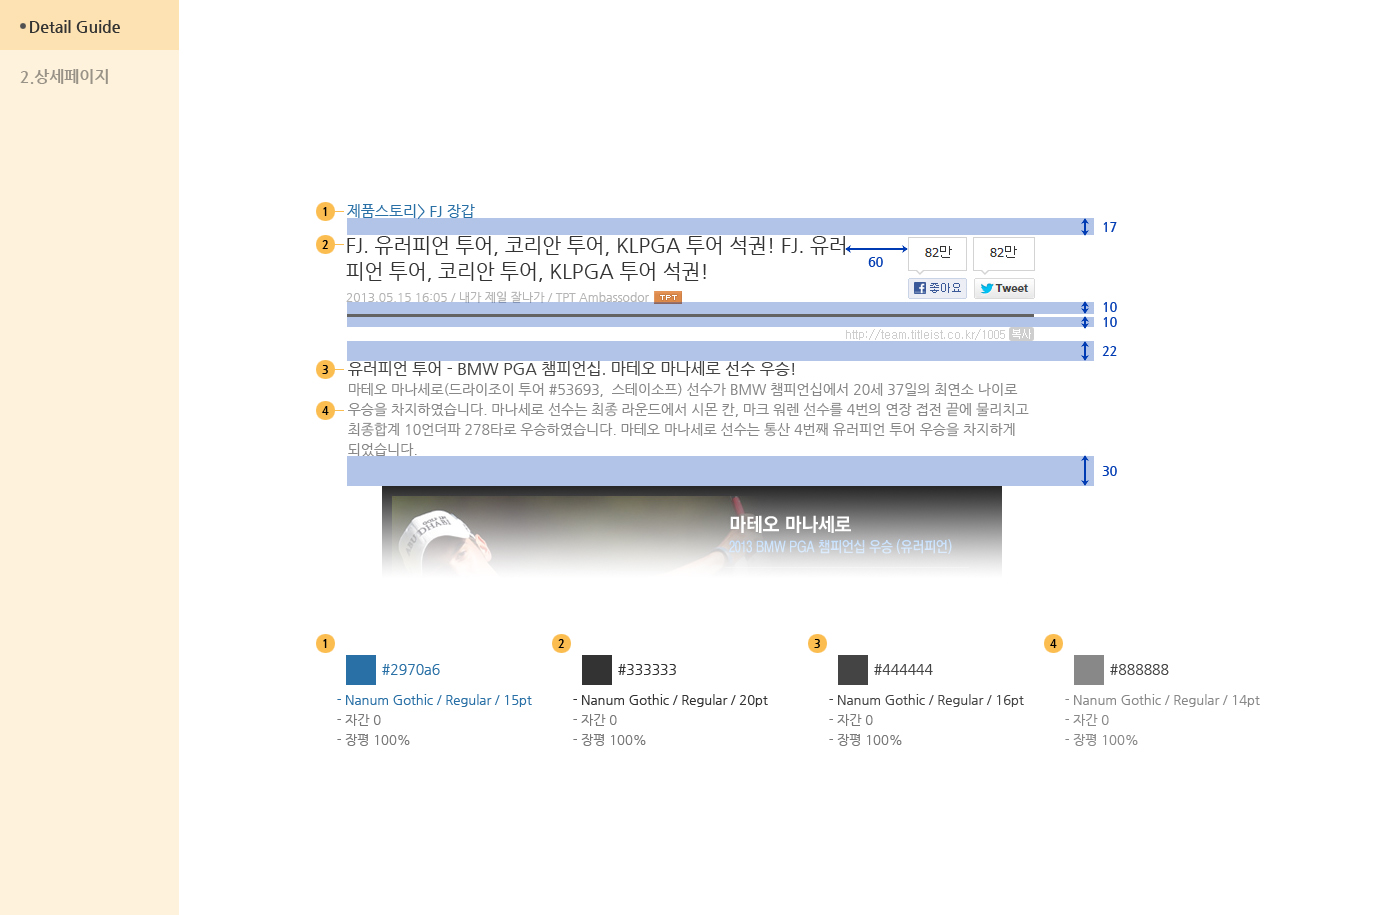 Detail Guide
2.상세페이지
1
제품스토리> FJ 장갑
17
2
FJ. 유러피언 투어, 코리안 투어, KLPGA 투어 석권! FJ. 유러
피언 투어, 코리안 투어, KLPGA 투어 석권!
60
82만
82만
좋아요
Tweet
2013.05.15 16:05 / 내가 제일 잘나가 / TPT Ambassodor TPT
10
10
http://team.titleist.co.kr/1005 복사
22
3
유러피언 투어 - BMW PGA 챔피언십. 마테오 마나세로 선수 우승!
마테오 마나세로(드라이조이 투어 #53693, 스테이소프) 선수가 BMW 챔피언십에서 20세 37일의 최연소 나이로
4
우승을 차지하였습니다. 마나세로 선수는 최종 라운드에서 시몬 칸, 마크 워렌 선수를 4번의 연장 접전 끝에 물리치고
최종합계 10언더파 278타로 우승하였습니다. 마테오 마나세로 선수는 통산 4번째 유러피언 투어 우승을 차지하게
되었습니다.
30
ABU DHABI
마테오 마나세로
2013 BMW PGA 챔피언십 우승 (유러피언)
1
#2970a6
- Nanum Gothic / Regular / 15pt
- 자간 0
- 장평 100%
2
#333333
- Nanum Gothic / Regular / 20pt
- 자간 0
- 장평 100%
3
#444444
- Nanum Gothic / Regular / 16pt
- 자간 0
- 장평 100%
4
#888888
- Nanum Gothic / Regular / 14pt
- 자간 0
- 장평 100%